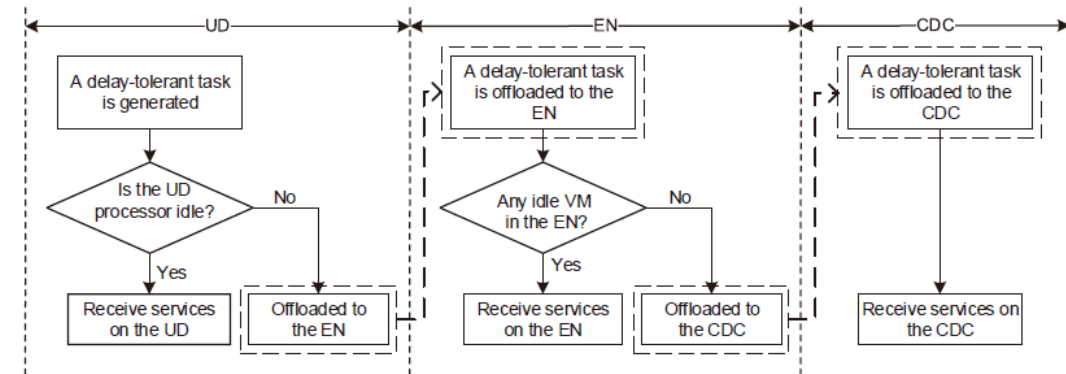 UD
EN
CDC
A delay-tolerant task
is generated
Is the UD
processor idle?
No
Yes
Receive services
on the UD
Offloaded to
the EN
A delay-tolerant task
is offloaded to the
EN
Any idle VM
in the EN?
No
Yes
Receive services
on the EN
Offloaded to
the CDC
A delay-tolerant task
is offloaded to the
CDC
Receive services on
the CDC